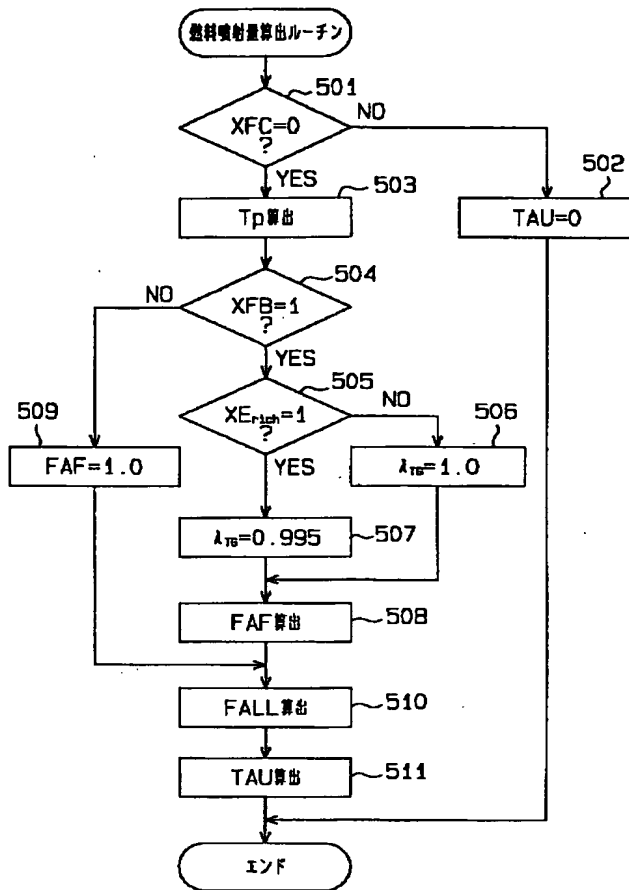 燃料噴射量算出ルーチン
501
XFC=0
?
NO
YES
502
TAU=0
503
Tp算出
504
XFB=1
?
NO
YES
505
XErich=1
?
NO
YES
506
λTG=1.0
509
FAF=1.0
λTG=0.995
507
FAF算出
508
FALL算出
510
TAU算出
511
エンド